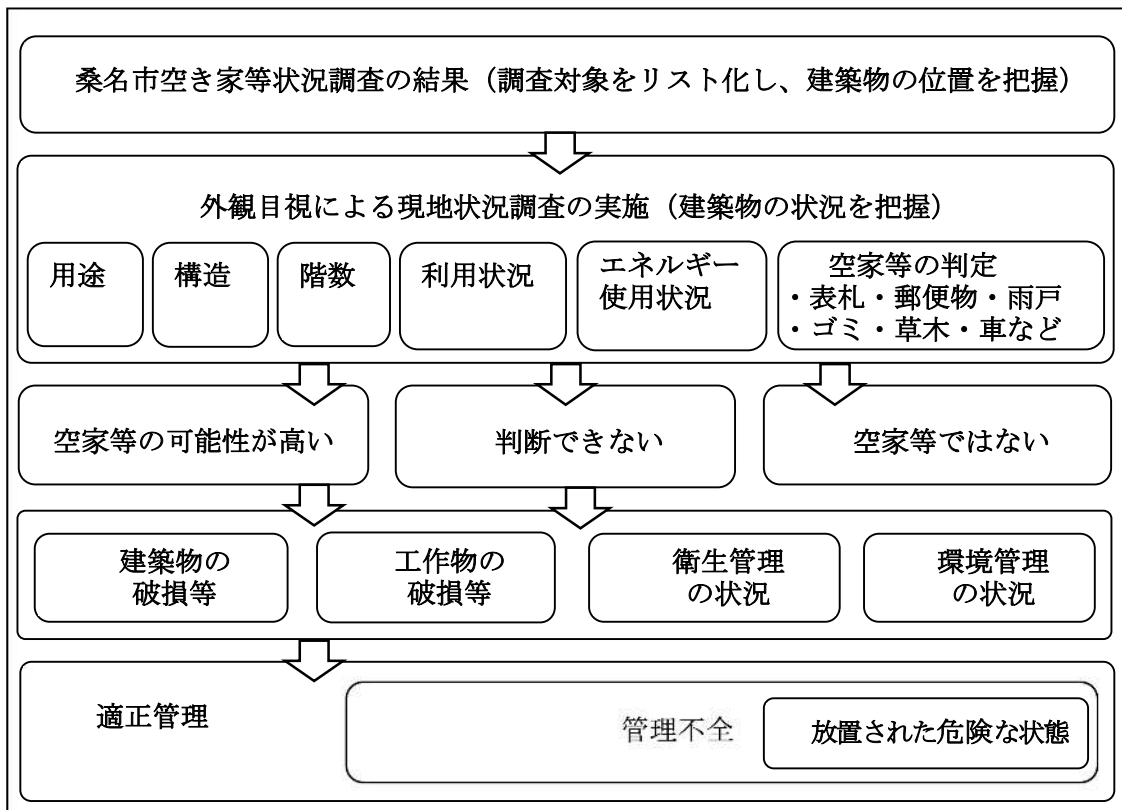 桑名市空き家等状況調査の結果（調査対象をリスト化し、建築物の位置を把握）
外観目視による現地状況調査の実施（建築物の状況を把握）
用途
構造
階数
利用状況
エネルギー
使用状況
空家等の判定
・表札・郵便物・雨戸
・ゴミ・草木・車など
空家等の可能性が高い
判断できない
空家等ではない
建築物の
破損等
工作物の
破損等
衛生管理
の状況
環境管理
の状況
適正管理
管理不全
放置された危険な状態